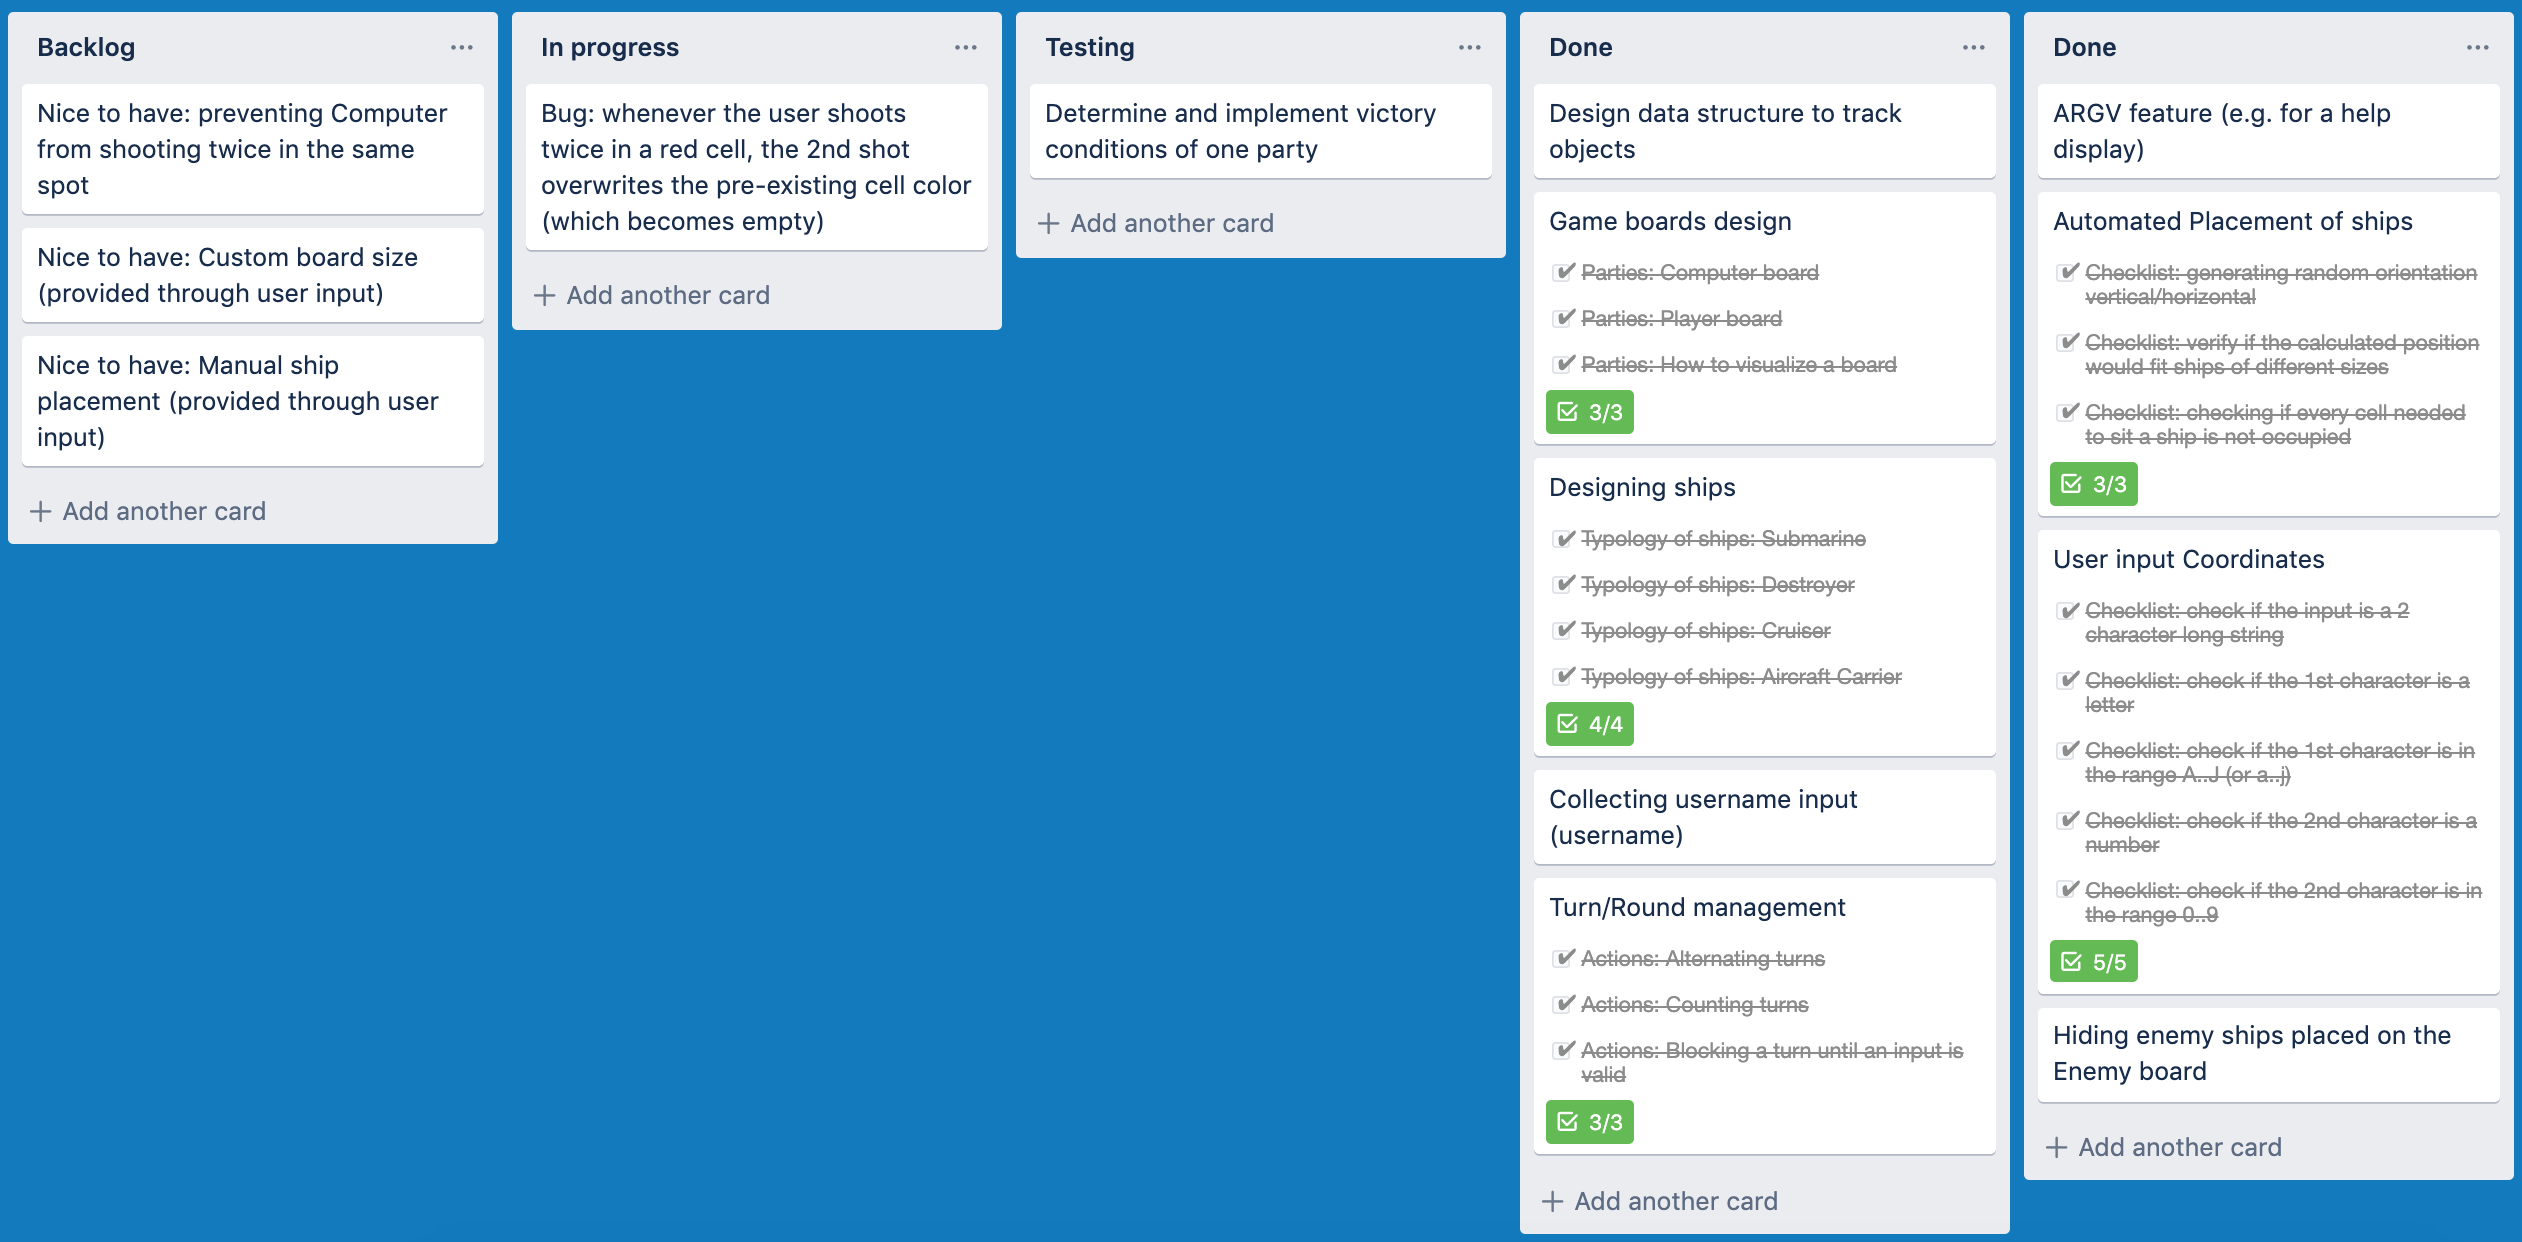 Backlog
Nice to have: preventing Computer
from shooting twice in the same
spot
Nice to have: Custom board size
(provided through user input)
Nice to have: Manual ship
placement (provided through user
input)
+ Add another card
In progress
Bug: whenever the user shoots
twice in a red cell, the 2nd shot
overwrites the pre-existing cell color
(which becomes empty)
+ Add another card
Testing
Determine and implement victory
conditions of one party
+ Add another card
Done
Design data structure to track
objects
Game boards design
Parties: Computer board
Parties: Player board
Parties: How to visualize a board
3/3
Designing ships
Typology of ships: Submarine
Typology of ships: Destroyer
Typology of ships: Cruiser
Typology of ships: Aircraft Carrier
4/4
Collecting username input
(username)
Turn/Round management
Actions: Alternating turns
Actions: Counting turns
Actions: Blocking a turn until an input is
valid
3/3
+ Add another card
Done
ARGV feature (e.g. for a help
display)
Automated Placement of ships
Checklist: generating random orientation
vertical/horizontal
Checklist: verify if the calculated position
would fit ships of different sizes
Checklist: checking if every cell needed
to sit a ship is not occupied
3/3
User input Coordinates
Checklist: check if the input is a 2
character long string
Checklist: check if the 1st character is a
letter
Checklist: check if the 1st character is in
the range A..J (or a..j)
Checklist: check if the 2nd character is a
number
Checklist: check if the 2nd character is in
the range 0..9
5/5
Hiding enemy ships placed on the
Enemy board
+ Add another card